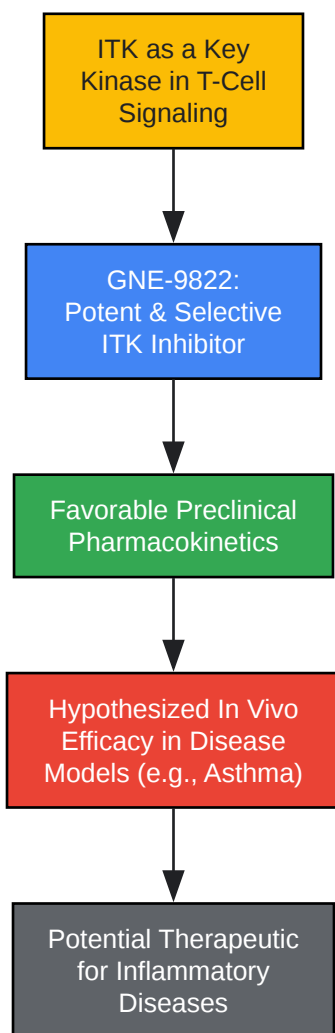 ITK as a Key
Kinase in T-Cell
Signaling
GNE-9822:
Potent & Selective
ITK Inhibitor
Favorable Preclinical
Pharmacokinetics
Hypothesized In Vivo
Efficacy in Disease
Models (e.g., Asthma)
Potential Therapeutic
for Inflammatory
Diseases